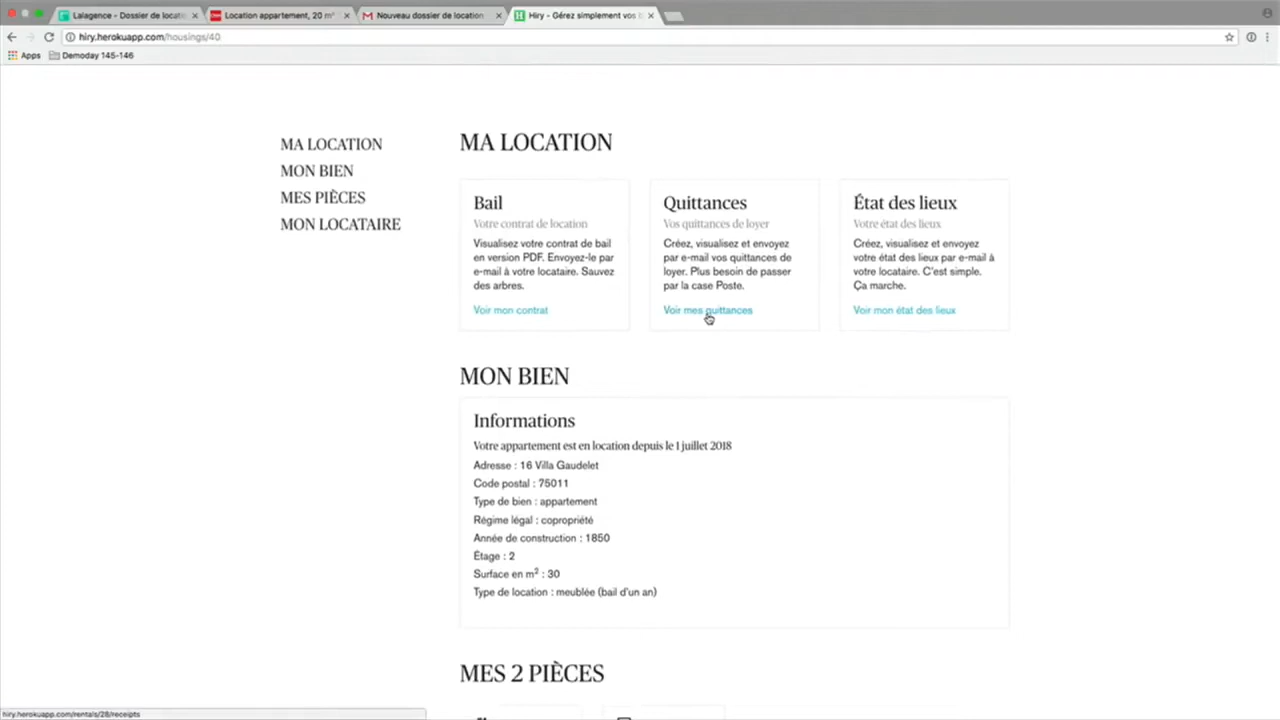 Lalagence - Dossier de locati
Location appartement, 20 m²
Nouveau dossier de location
Hiry - Gérez simplement vos
hiry.herokuapp.com/housings/40
Apps
Demoday 145-146
MA LOCATION
MON BIEN
MES PIÈCES
MON LOCATAIRE
MA LOCATION
Bail
Votre contrat de location
Visualisez votre contrat de bail
en version PDF. Envoyez-le par
e-mail à votre locataire. Sauvez
des arbres.
Voir mon contrat
Quittances
Vos quittances de loyer
Créez, visualisez et envoyez
par e-mail vos quittances de
loyer. Plus besoin de passer
par la case Poste.
Voir mes quittances
État des lieux
Votre état des lieux
Créez, visualisez et envoyez
votre état des lieux par e-mail à
votre locataire. C'est simple.
Ça marche.
Voir mon état des lieux
MON BIEN
Informations
Votre appartement est en location depuis le 1 juillet 2018
Adresse : 16 Villa Gaudelet
Code postal : 75011
Type de bien : appartement
Régime légal : copropriété
Année de construction : 1850
Étage : 2
Surface en m² : 30
Type de location : meublée (bail d'un an)
MES 2 PIÈCES
hiry.herokuapp.com/rentals/28/receipts